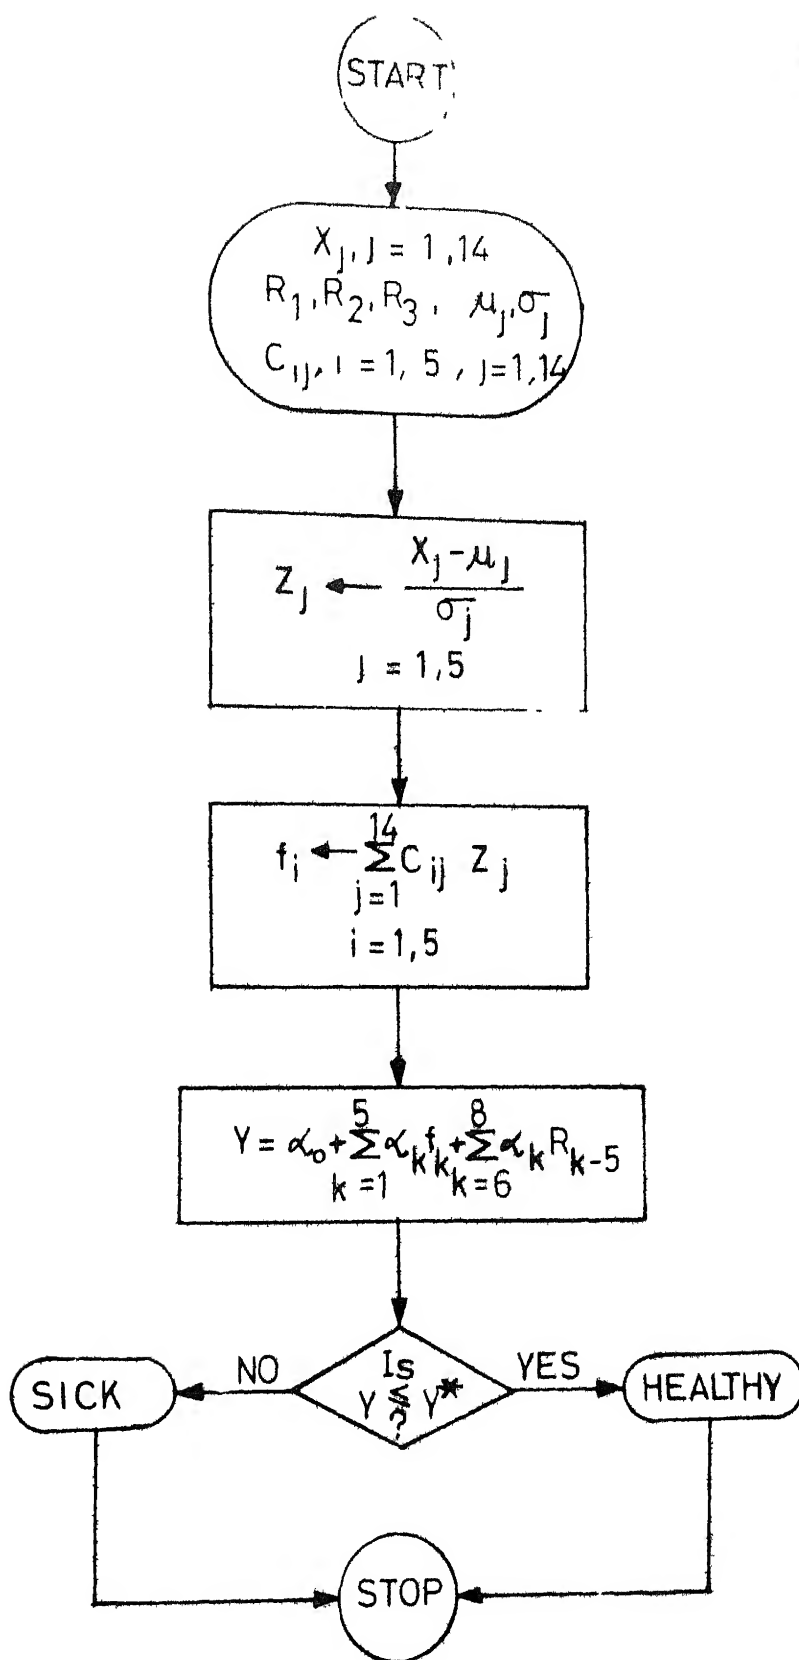 START
X_j, j = 1,14
R_1, R_2, R_3, μ_j, σ_j
C_ij, i = 1, 5, j=1,14
Z_j ← (X_j - μ_j) / σ_j
j = 1,5
f_i ← Σ_{j=1}^{14} C_ij Z_j
i = 1,5
Y = α_0 + Σ_{k=1}^{5} α_k f_k + Σ_{k=6}^{8} α_k R_{k-5}
NO
Is
YES
SICK
Y Y*
?
HEALTHY
STOP